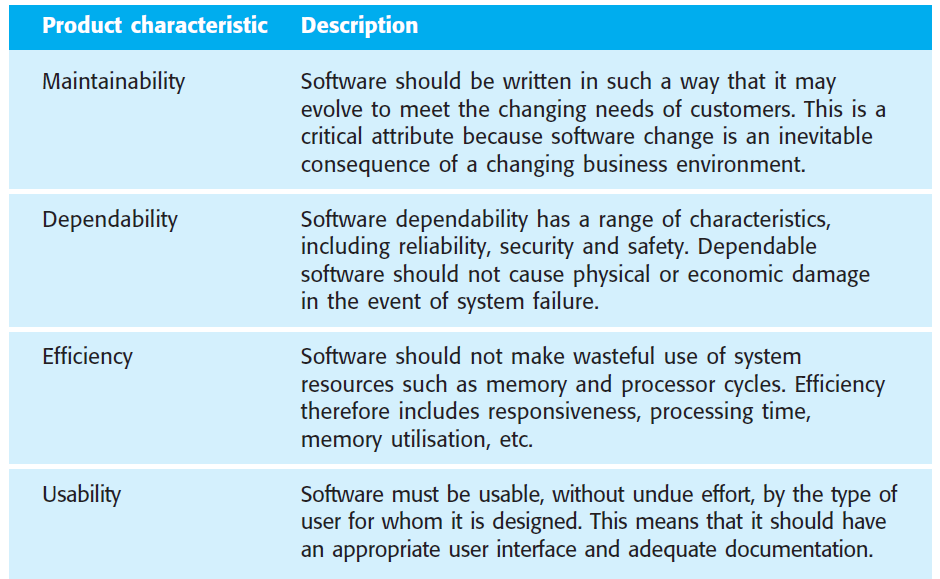 Product characteristic Description
Maintainability Software should be written in such a way that it may
evolve to meet the changing needs of customers. This is a
critical attribute because software change is an inevitable
consequence of a changing business environment.
Dependability Software dependability has a range of characteristics,
including reliability, security and safety. Dependable
software should not cause physical or economic damage
in the event of system failure.
Efficiency Software should not make wasteful use of system
resources such as memory and processor cycles. Efficiency
therefore includes responsiveness, processing time,
memory utilisation, etc.
Usability Software must be usable, without undue effort, by the type of
user for whom it is designed. This means that it should have
an appropriate user interface and adequate documentation.